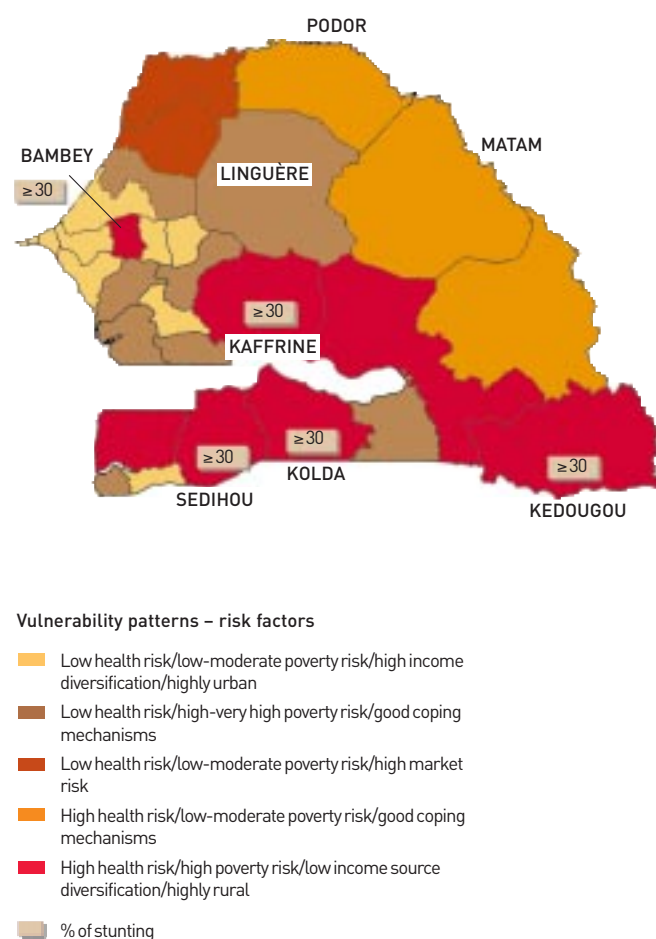 PODOR
MATAM
BAMBEY
≥30
LINGUÈRE
≥30
KAFFRINE
≥30
≥30
≥30
KOLDA
SEDIHOU
KEDOUGOU
Vulnerability patterns – risk factors
Low health risk/low-moderate poverty risk/high income
diversification/highly urban
Low health risk/high-very high poverty risk/good coping
mechanisms
Low health risk/low-moderate poverty risk/high market
risk
High health risk/low-moderate poverty risk/good coping
mechanisms
High health risk/high poverty risk/low income source
diversification/highly rural
% of stunting